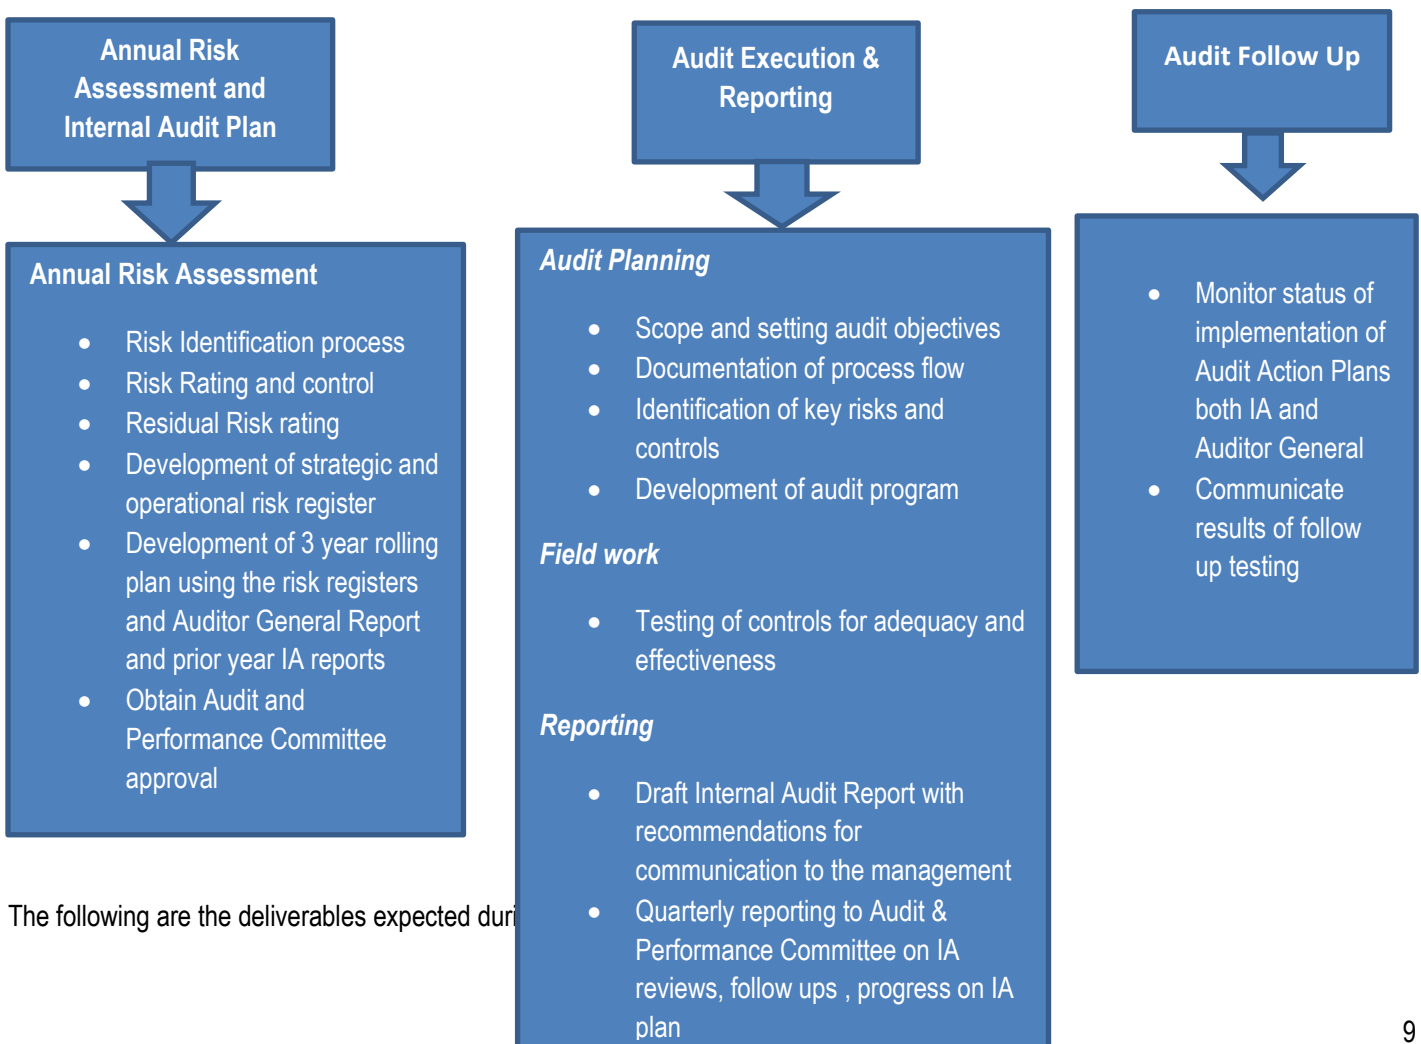 Annual Risk
Assessment and
Internal Audit Plan
Annual Risk Assessment
• Risk Identification process
• Risk Rating and control
• Residual Risk rating
• Development of strategic and
operational risk register
• Development of 3 year rolling
plan using the risk registers
and Auditor General Report
and prior year IA reports
• Obtain Audit and
Performance Committee
approval
Audit Execution &
Reporting
Audit Planning
• Scope and setting audit objectives
• Documentation of process flow
• Identification of key risks and
controls
• Development of audit program
Field work
• Testing of controls for adequacy and
effectiveness
Reporting
• Draft Internal Audit Report with
recommendations for
communication to the management
• Quarterly reporting to Audit &
Performance Committee on IA
reviews, follow ups , progress on IA
plan
Audit Follow Up
• Monitor status of
implementation of
Audit Action Plans
both IA and
Auditor General
• Communicate
results of follow
up testing
The following are the deliverables expected duri
9